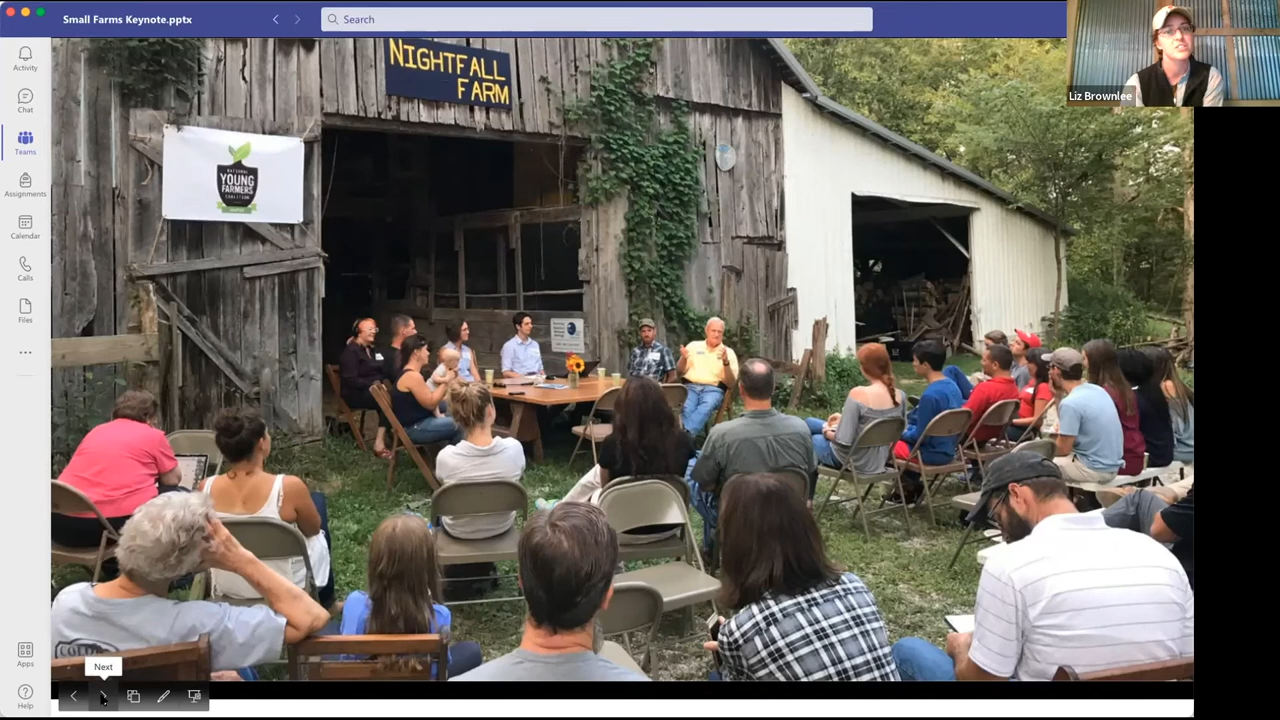 Small Farms Keynote.pptx
Search
Liz Brownlee
Activity
Chat
Teams
Assignments
Calendar
Calls
Files
Apps
Help
NIGHTFALL
FARM
NATIONAL
YOUNG
FARMERS
COALITION
Next